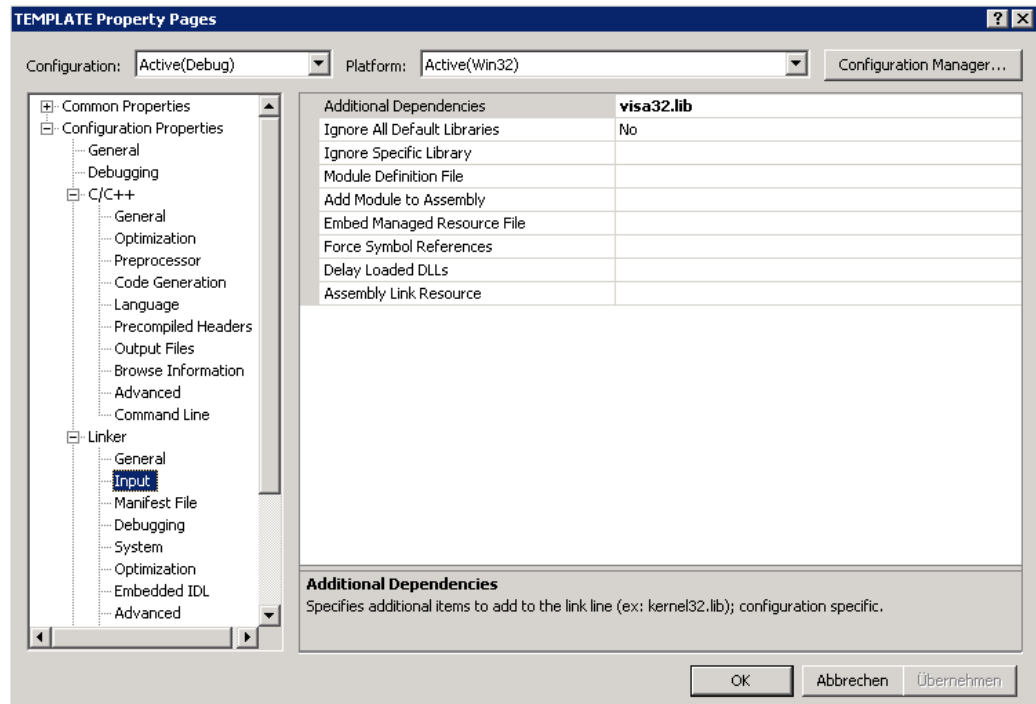 TEMPLATE Property Pages
Configuration: Active(Debug) Platform: Active(Win32) Configuration Manager...
Common Properties
Configuration Properties
General
Debugging
C/C++
General
Optimization
Preprocessor
Code Generation
Language
Precompiled Headers
Output Files
Browse Information
Advanced
Command Line
Linker
General
Input
Manifest File
Debugging
System
Optimization
Embedded IDL
Advanced
Additional Dependencies visa32.lib
Ignore All Default Libraries No
Ignore Specific Library
Module Definition File
Add Module to Assembly
Embed Managed Resource File
Force Symbol References
Delay Loaded DLLs
Assembly Link Resource
Additional Dependencies
Specifies additional items to add to the link line (ex: kernel32.lib); configuration specific.
OK Abbrechen Übernehmen